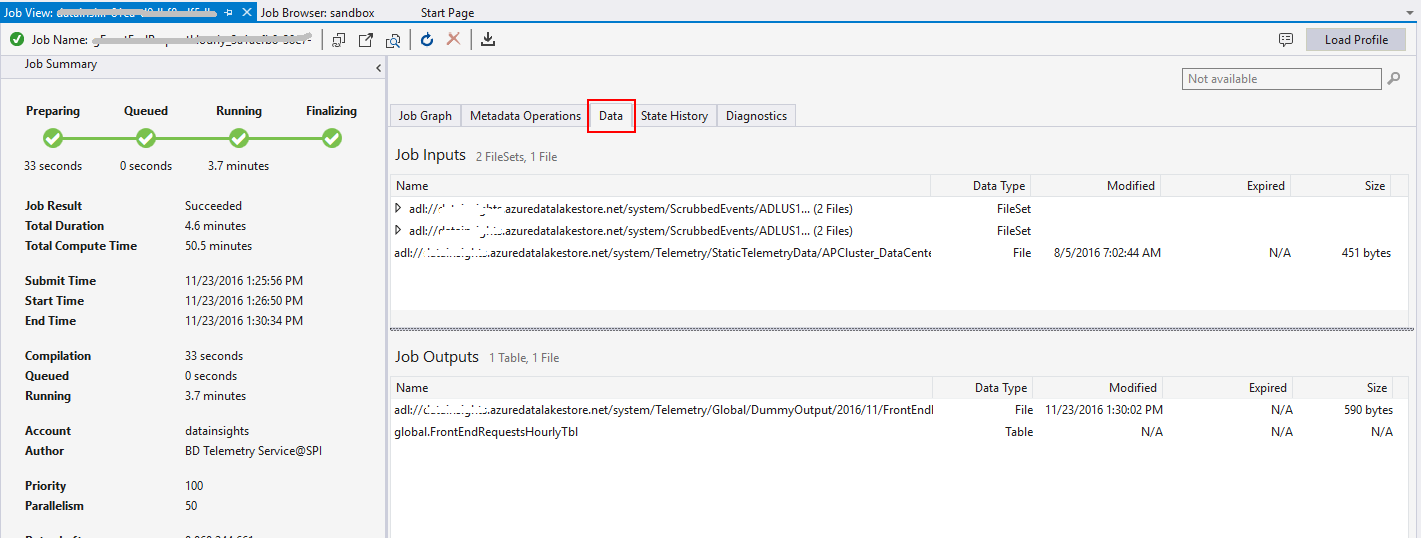 Job View:
Job Browser: sandbox
Start Page
Job Name:
Load Profile
Job Summary
Not available
Preparing Queued Running Finalizing
33 seconds 0 seconds 3.7 minutes
Job Result Succeeded
Total Duration 4.6 minutes
Total Compute Time 50.5 minutes
Submit Time 11/23/2016 1:25:56 PM
Start Time 11/23/2016 1:26:50 PM
End Time 11/23/2016 1:30:34 PM
Compilation 33 seconds
Queued 0 seconds
Running 3.7 minutes
Account datainsights
Author BD Telemetry Service@SPI
Priority 100
Parallelism 50
Job Graph Metadata Operations Data State History Diagnostics
Job Inputs 2 FileSets, 1 File
Name Data Type Modified Expired Size
adl:// .azuredatalakestore.net/system/ScrubbedEvents/ADLUS1... (2 Files) FileSet
adl:// .azuredatalakestore.net/system/ScrubbedEvents/ADLUS1... (2 Files) FileSet
adl:// .azuredatalakestore.net/system/Telemetry/StaticTelemetryData/APCluster_DataCente File 8/5/2016 7:02:44 AM N/A 451 bytes
Job Outputs 1 Table, 1 File
Name Data Type Modified Expired Size
adl:// .azuredatalakestore.net/system/Telemetry/Global/DummyOutput/2016/11/FrontEnd File 11/23/2016 1:30:02 PM N/A 590 bytes
global.FrontEndRequestsHourlyTbl Table N/A N/A N/A